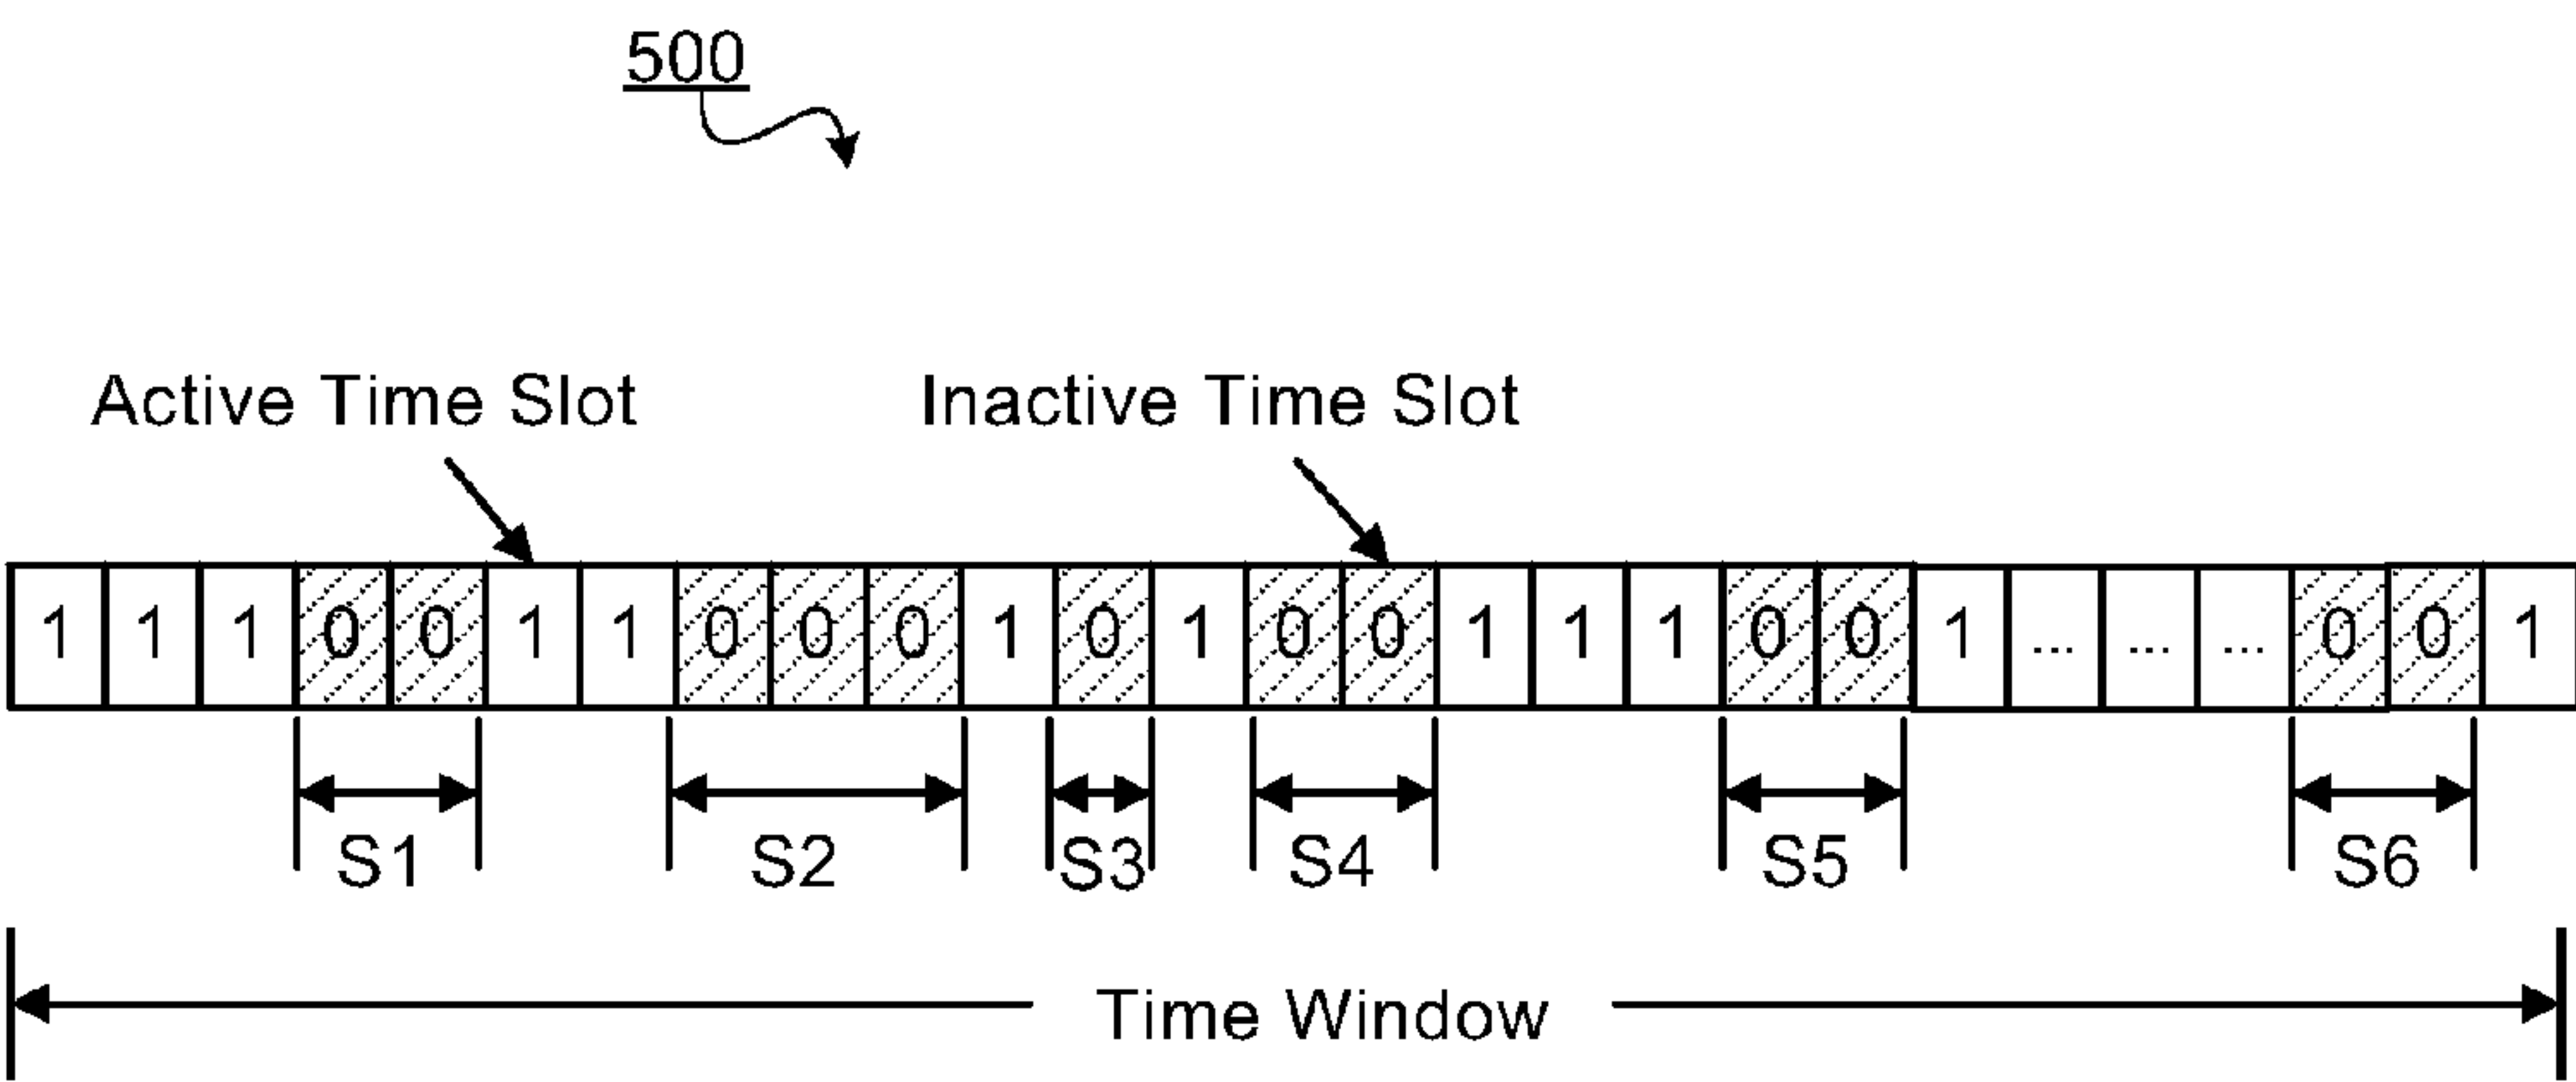 500
Active Time Slot Inactive Time Slot
1 1 1 0 0 1 1 0 0 0 1 0 1 0 0 1 1 1 0 0 1 ... ... ... 0 0 1
S1 S2 S3 S4 S5 S6
Time Window